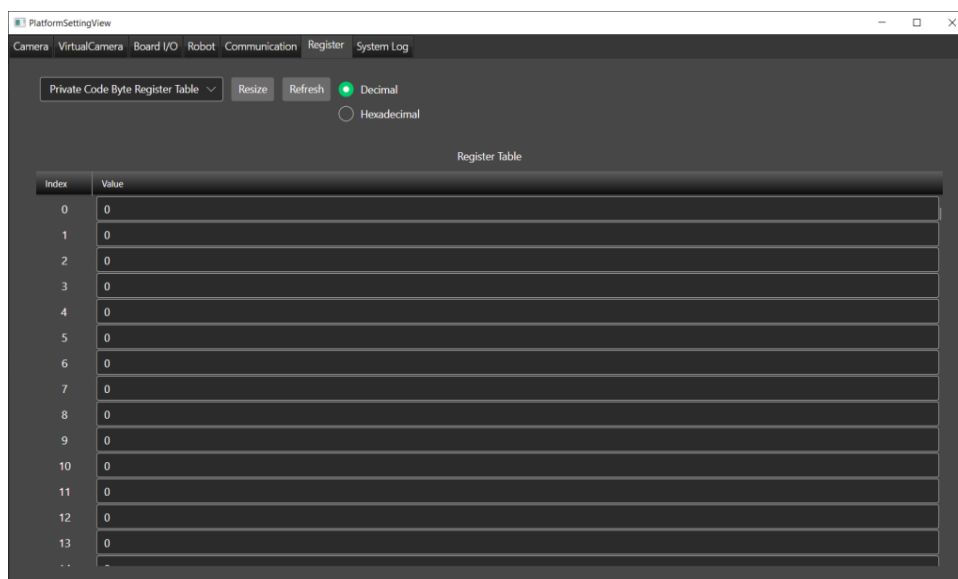 PlatformSettingView
Camera VirtualCamera Board I/O Robot Communication Register System Log
Private Code Byte Register Table Resize Refresh Decimal
Hexadecimal
Register Table
Index Value
0 0
1 0
2 0
3 0
4 0
5 0
6 0
7 0
8 0
9 0
10 0
11 0
12 0
13 0